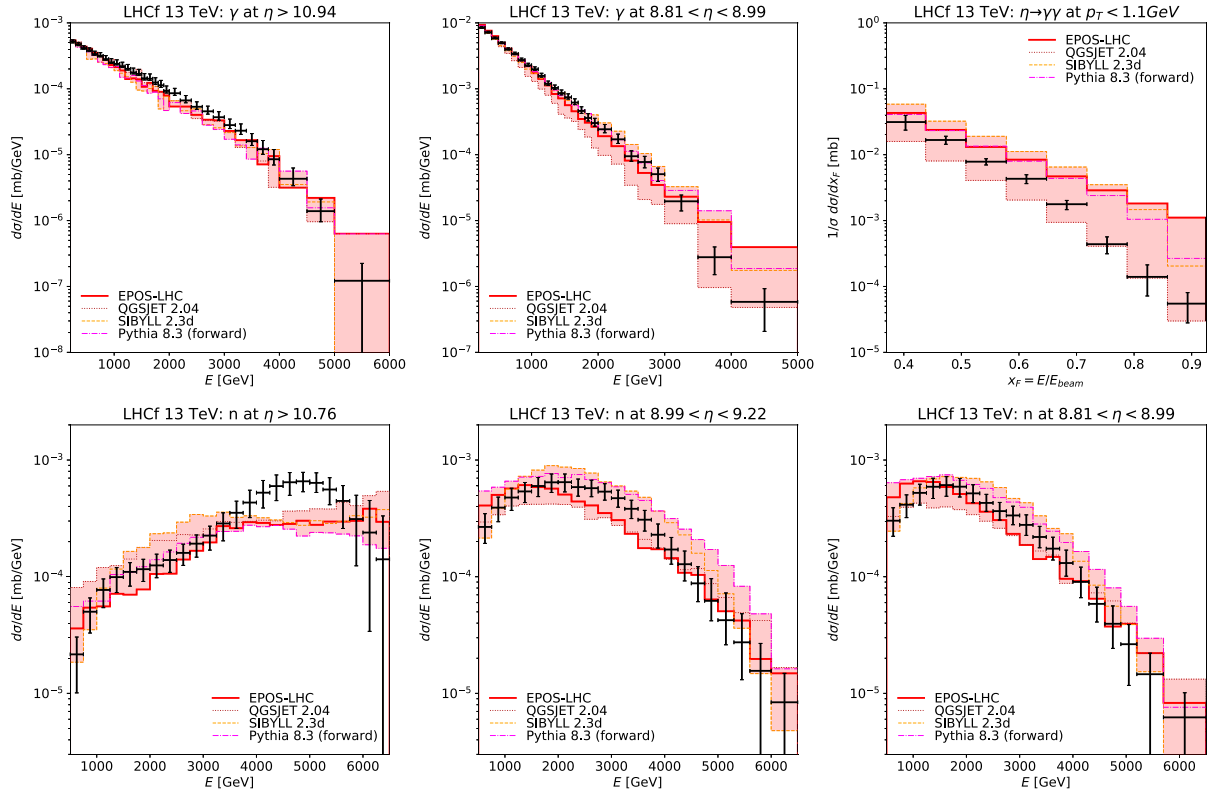 LHCf 13 TeV: γ at η > 10.94
10⁻⁴
10⁻⁵
10⁻⁶
10⁻⁷
10⁻⁸
dσ/dE [mb/GeV]
EPOS-LHC
QGSJET 2.04
SIBYLL 2.3d
Pythia 8.3 (forward)
1000 2000 3000 4000 5000 6000
E [GeV]
LHCf 13 TeV: γ at 8.81 < η < 8.99
10⁻²
10⁻³
10⁻⁴
10⁻⁵
10⁻⁶
10⁻⁷
dσ/dE [mb/GeV]
EPOS-LHC
QGSJET 2.04
SIBYLL 2.3d
Pythia 8.3 (forward)
1000 2000 3000 4000 5000
E [GeV]
LHCf 13 TeV: η→γγ at p_T < 1.1GeV
10⁰
10⁻¹
10⁻²
10⁻³
10⁻⁴
10⁻⁵
1/σ dσ/dx_F [mb]
EPOS-LHC
QGSJET 2.04
SIBYLL 2.3d
Pythia 8.3 (forward)
0.4 0.5 0.6 0.7 0.8 0.9
x_F = E/E_beam
LHCf 13 TeV: n at η > 10.76
10⁻³
10⁻⁴
10⁻⁵
dσ/dE [mb/GeV]
EPOS-LHC
QGSJET 2.04
SIBYLL 2.3d
Pythia 8.3 (forward)
1000 2000 3000 4000 5000 6000
E [GeV]
LHCf 13 TeV: n at 8.99 < η < 9.22
10⁻³
10⁻⁴
10⁻⁵
dσ/dE [mb/GeV]
EPOS-LHC
QGSJET 2.04
SIBYLL 2.3d
Pythia 8.3 (forward)
1000 2000 3000 4000 5000 6000
E [GeV]
LHCf 13 TeV: n at 8.81 < η < 8.99
10⁻³
10⁻⁴
10⁻⁵
dσ/dE [mb/GeV]
EPOS-LHC
QGSJET 2.04
SIBYLL 2.3d
Pythia 8.3 (forward)
1000 2000 3000 4000 5000 6000
E [GeV]